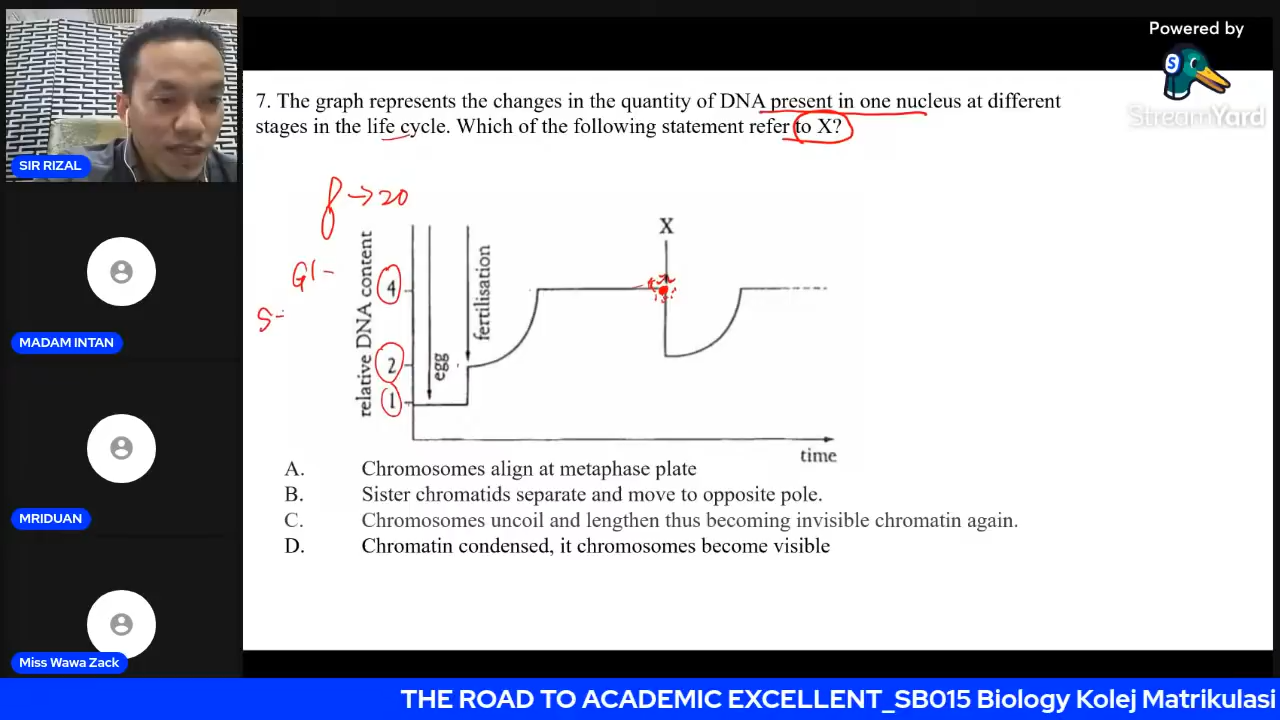 Powered by
S
StreamYard
7. The graph represents the changes in the quantity of DNA present in one nucleus at different
stages in the life cycle. Which of the following statement refer to X?
SIR RIZAL
→ 20
X
G1 -
S-
relative DNA content
4
2
1
egg
fertilisation
time
MADAM INTAN
A. Chromosomes align at metaphase plate
B. Sister chromatids separate and move to opposite pole.
C. Chromosomes uncoil and lengthen thus becoming invisible chromatin again.
D. Chromatin condensed, it chromosomes become visible
MRIDUAN
Miss Wawa Zack
THE ROAD TO ACADEMIC EXCELLENT_SB015 Biology Kolej Matrikulasi